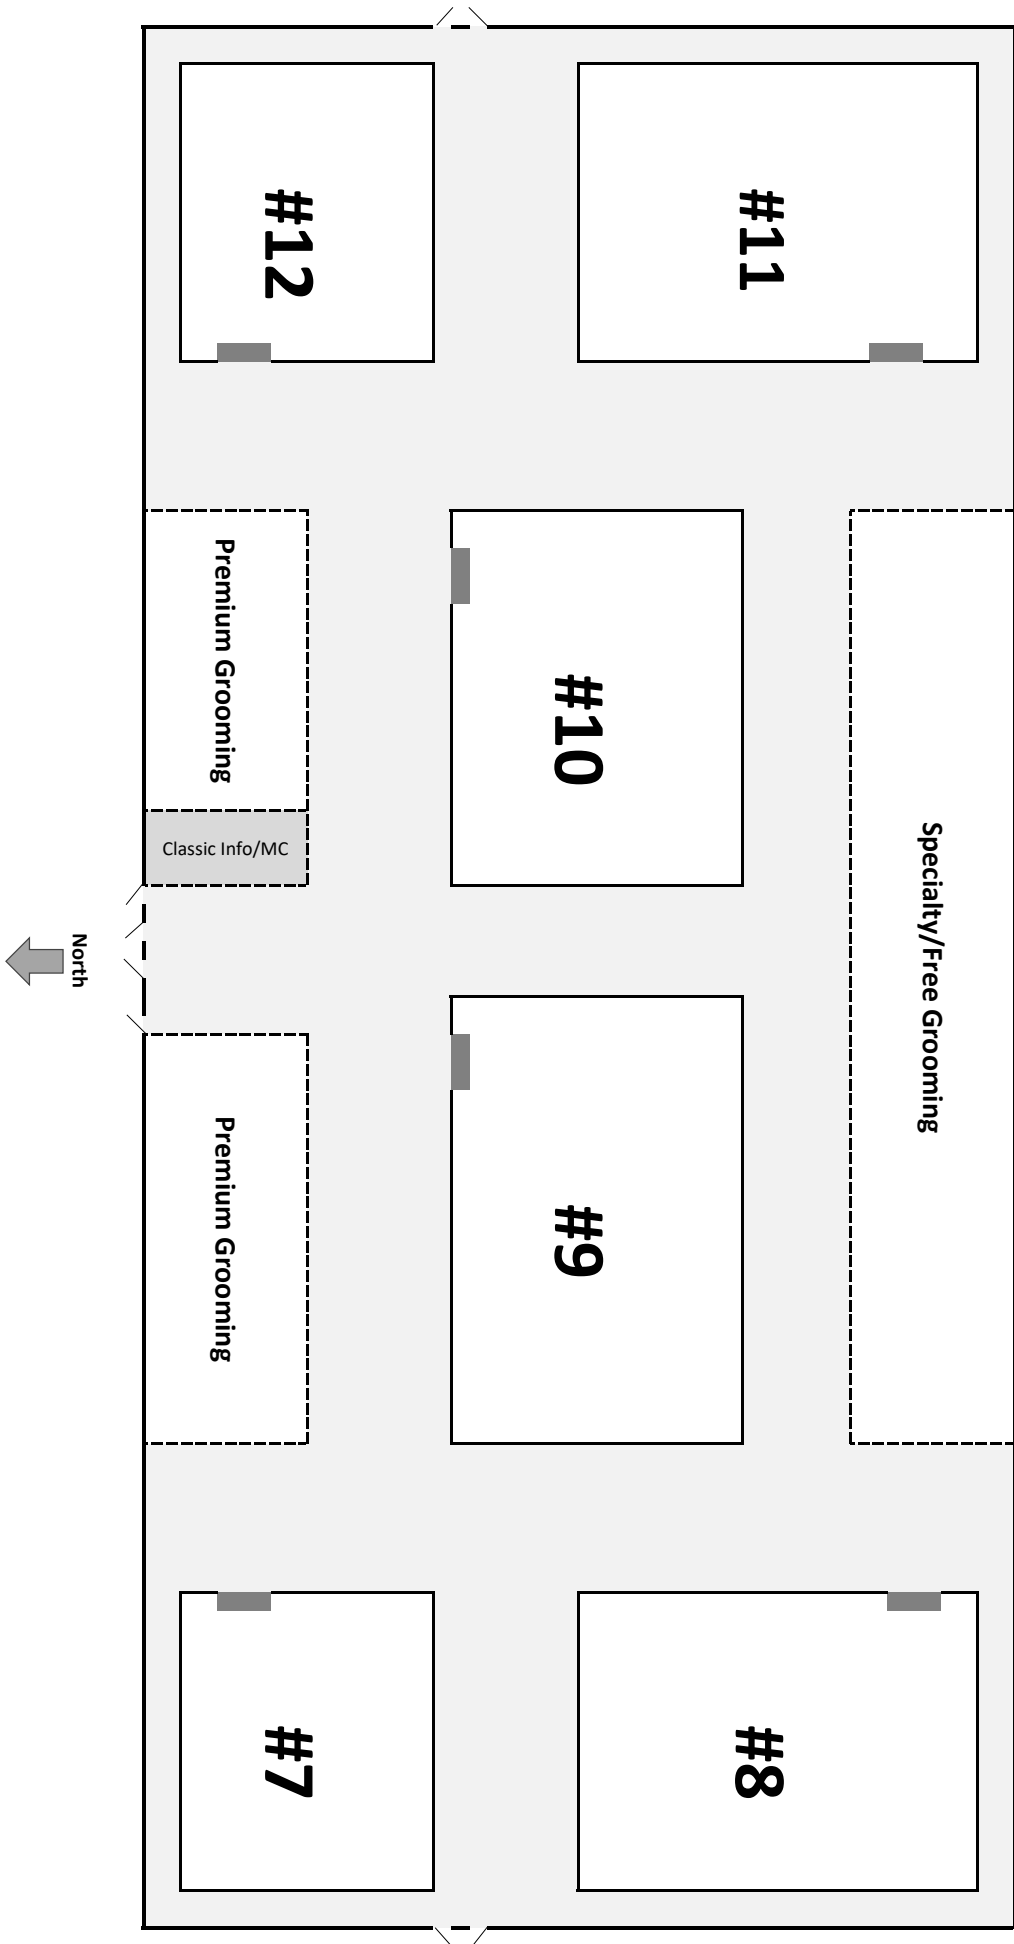 #12
#11
Premium Grooming
#10
Classic Info/MC
Specialty/Free Grooming
North
Premium Grooming
#9
#7
#8